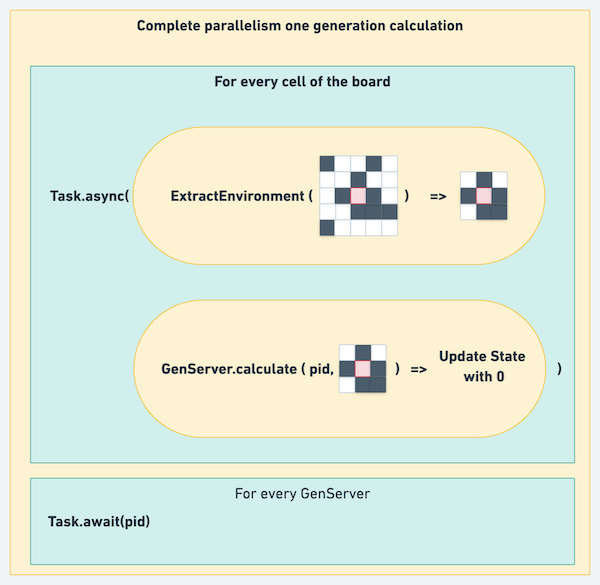 Complete parallelism one generation calculation
For every cell of the board
Task.async(
ExtractEnvironment ( ) =>
GenServer.calculate ( pid, ) => Update State
with 0
)
For every GenServer
Task.await(pid)